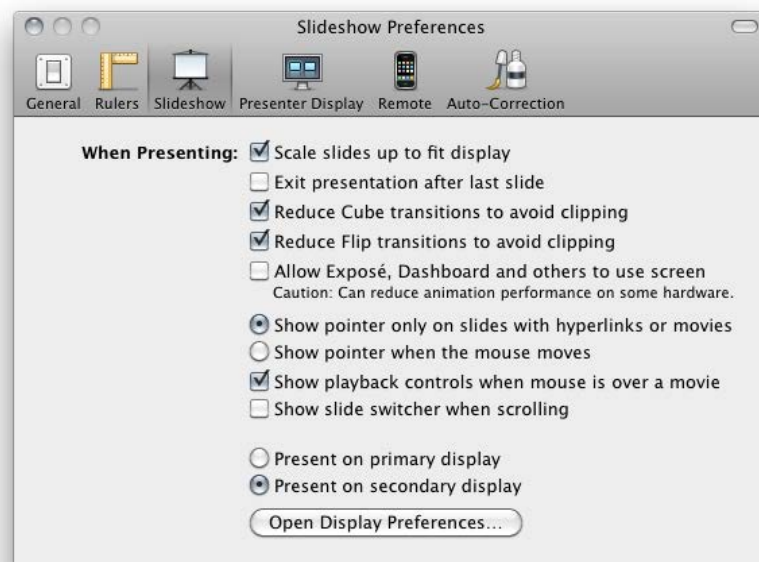 Slideshow Preferences
General Rulers Slideshow Presenter Display Remote Auto-Correction
When Presenting: Scale slides up to fit display
Exit presentation after last slide
Reduce Cube transitions to avoid clipping
Reduce Flip transitions to avoid clipping
Allow Exposé, Dashboard and others to use screen
Caution: Can reduce animation performance on some hardware.
Show pointer only on slides with hyperlinks or movies
Show pointer when the mouse moves
Show playback controls when mouse is over a movie
Show slide switcher when scrolling
Present on primary display
Present on secondary display
Open Display Preferences...